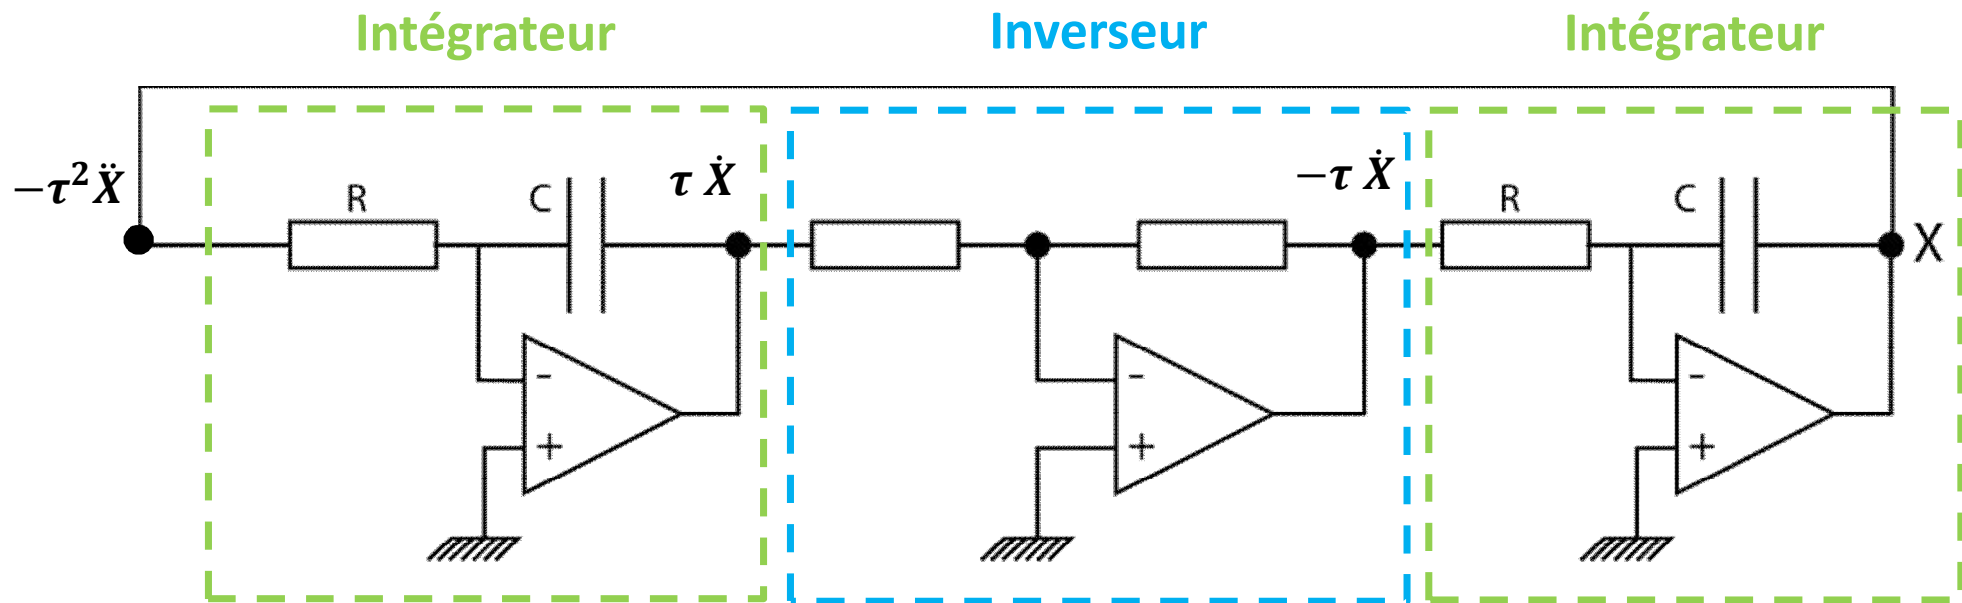 Intégrateur Inverseur Intégrateur
−τ²Ẍ R C τ Ẋ −τ Ẋ R C X
- - -
+ + +